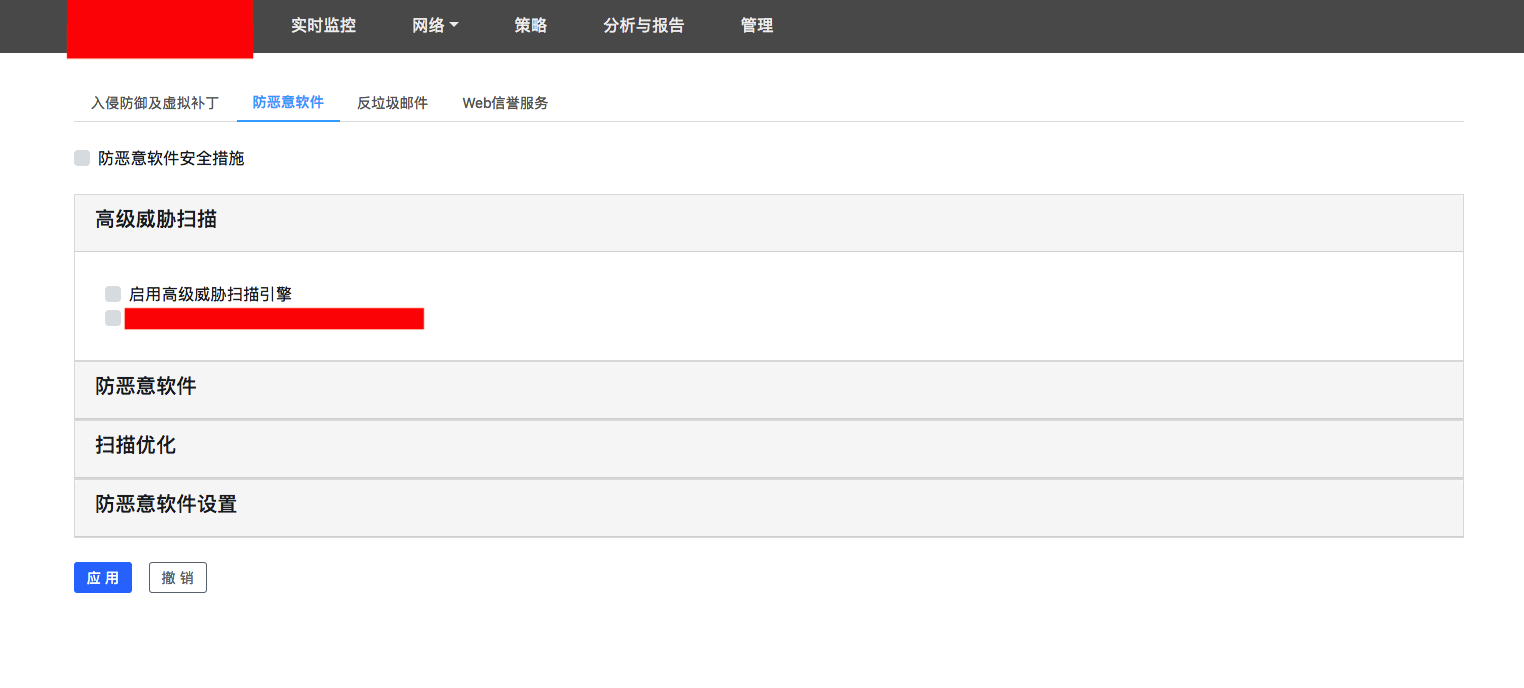 实时监控 网络 策略 分析与报告 管理
入侵防御及虚拟补丁 防恶意软件 反垃圾邮件 Web信誉服务
防恶意软件安全措施
高级威胁扫描
启用高级威胁扫描引擎
防恶意软件
扫描优化
防恶意软件设置
应 用 撤 销